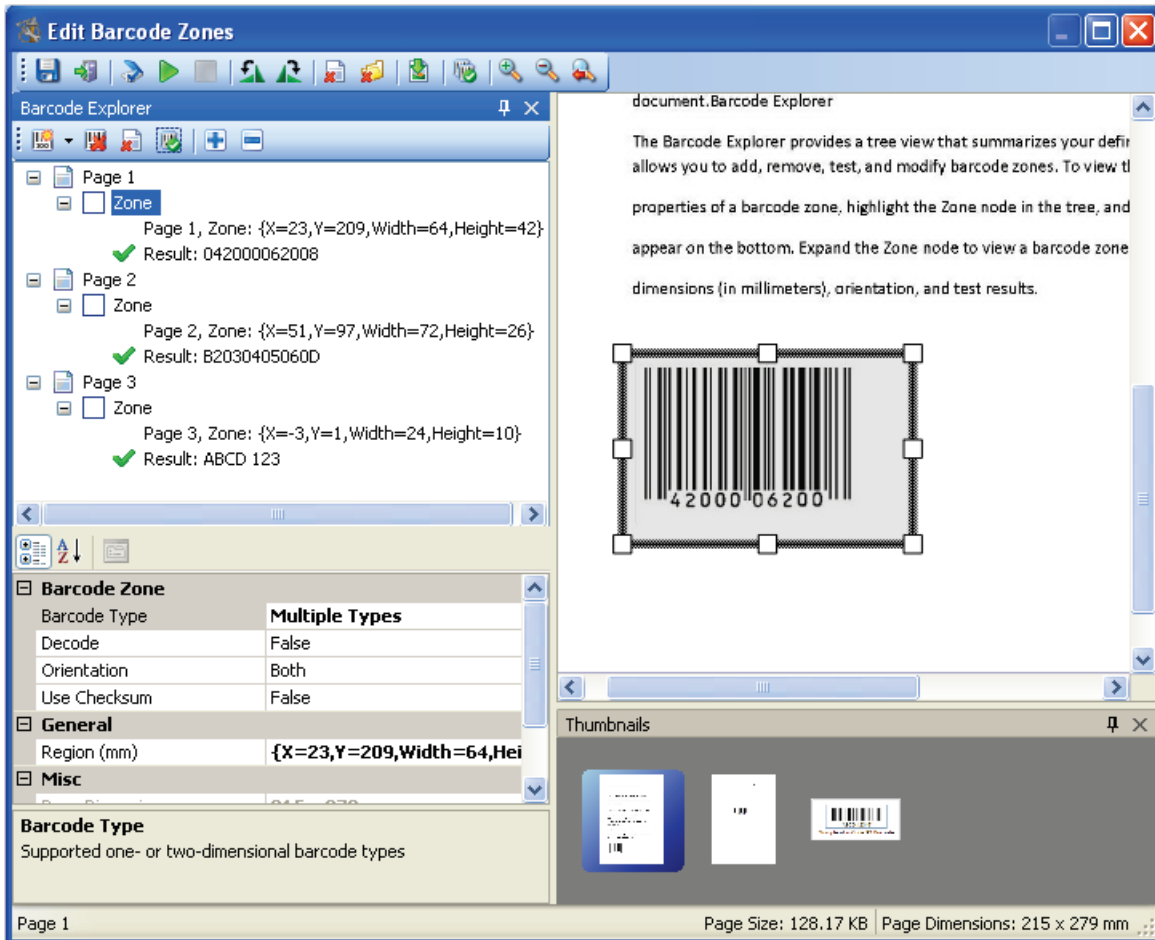 Edit Barcode Zones
Barcode Explorer
Page 1
Zone
Page 1, Zone: {X=23,Y=209,Width=64,Height=42}
Result: 042000062008
Page 2
Zone
Page 2, Zone: {X=51,Y=97,Width=72,Height=26}
Result: B2030405060D
Page 3
Zone
Page 3, Zone: {X=-3,Y=1,Width=24,Height=10}
Result: ABCD 123
Barcode Zone
Barcode Type Multiple Types
Decode False
Orientation Both
Use Checksum False
General
Region (mm) {X=23,Y=209,Width=64,Hei
Misc
Barcode Type
Supported one- or two-dimensional barcode types
document.Barcode Explorer
The Barcode Explorer provides a tree view that summarizes your defin
allows you to add, remove, test, and modify barcode zones. To view th
properties of a barcode zone, highlight the Zone node in the tree, and
appear on the bottom. Expand the Zone node to view a barcode zone
dimensions (in millimeters), orientation, and test results.
42000 06200
Thumbnails
Page 1
Page Size: 128.17 KB
Page Dimensions: 215 x 279 mm